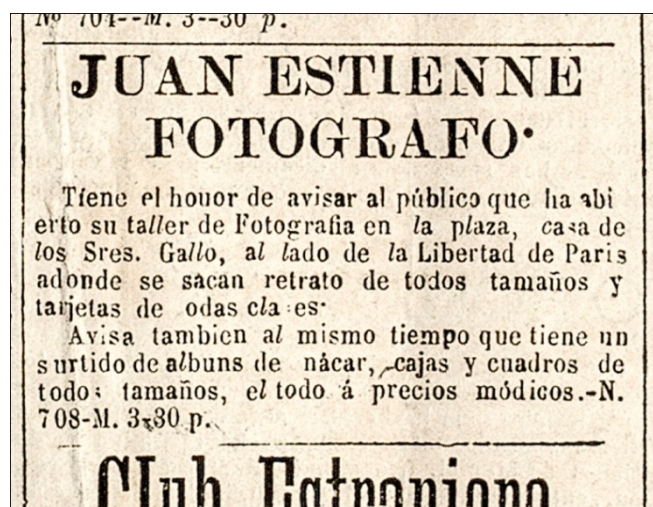 Nº 704--M. 3--30 p.
JUAN ESTIENNE
FOTOGRAFO·
Tiene el honor de avisar al público que ha abi
erto su taller de Fotografia en la plaza, casa de
los Sres. Gallo, al lado de la Libertad de Paris
adonde se sacan retrato de todos tamaños y
tarjetas de odas cla es·
Avisa tambien al mismo tiempo que tiene un
surtido de albuns de nácar, cajas y cuadros de
todos tamaños, el todo á precios módicos.-N.
708-M. 3-30 p.
Club Estranjero